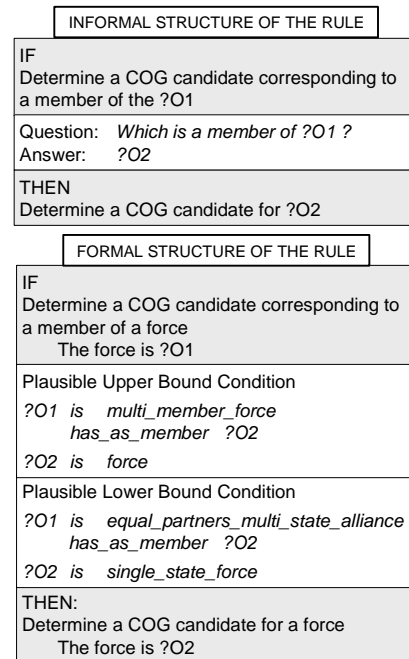 INFORMAL STRUCTURE OF THE RULE
IF
Determine a COG candidate corresponding to
a member of the ?O1
Question: Which is a member of ?O1 ?
Answer: ?O2
THEN
Determine a COG candidate for ?O2
FORMAL STRUCTURE OF THE RULE
IF
Determine a COG candidate corresponding to
a member of a force
The force is ?O1
Plausible Upper Bound Condition
?O1 is multi_member_force
has_as_member ?O2
?O2 is force
Plausible Lower Bound Condition
?O1 is equal_partners_multi_state_alliance
has_as_member ?O2
?O2 is single_state_force
THEN:
Determine a COG candidate for a force
The force is ?O2